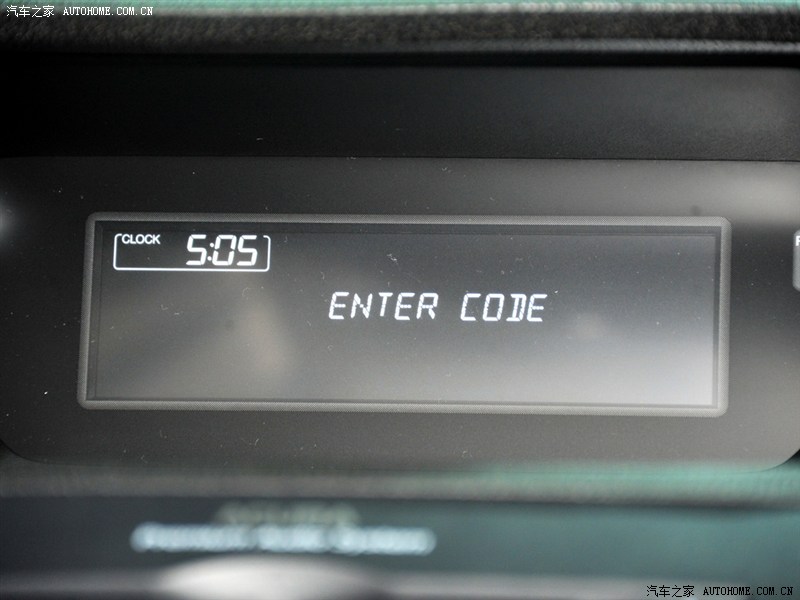 汽车之家 AUTOHOME.COM.CN
CLOCK 5:05
ENTER CODE
汽车之家 AUTOHOME.COM.CN